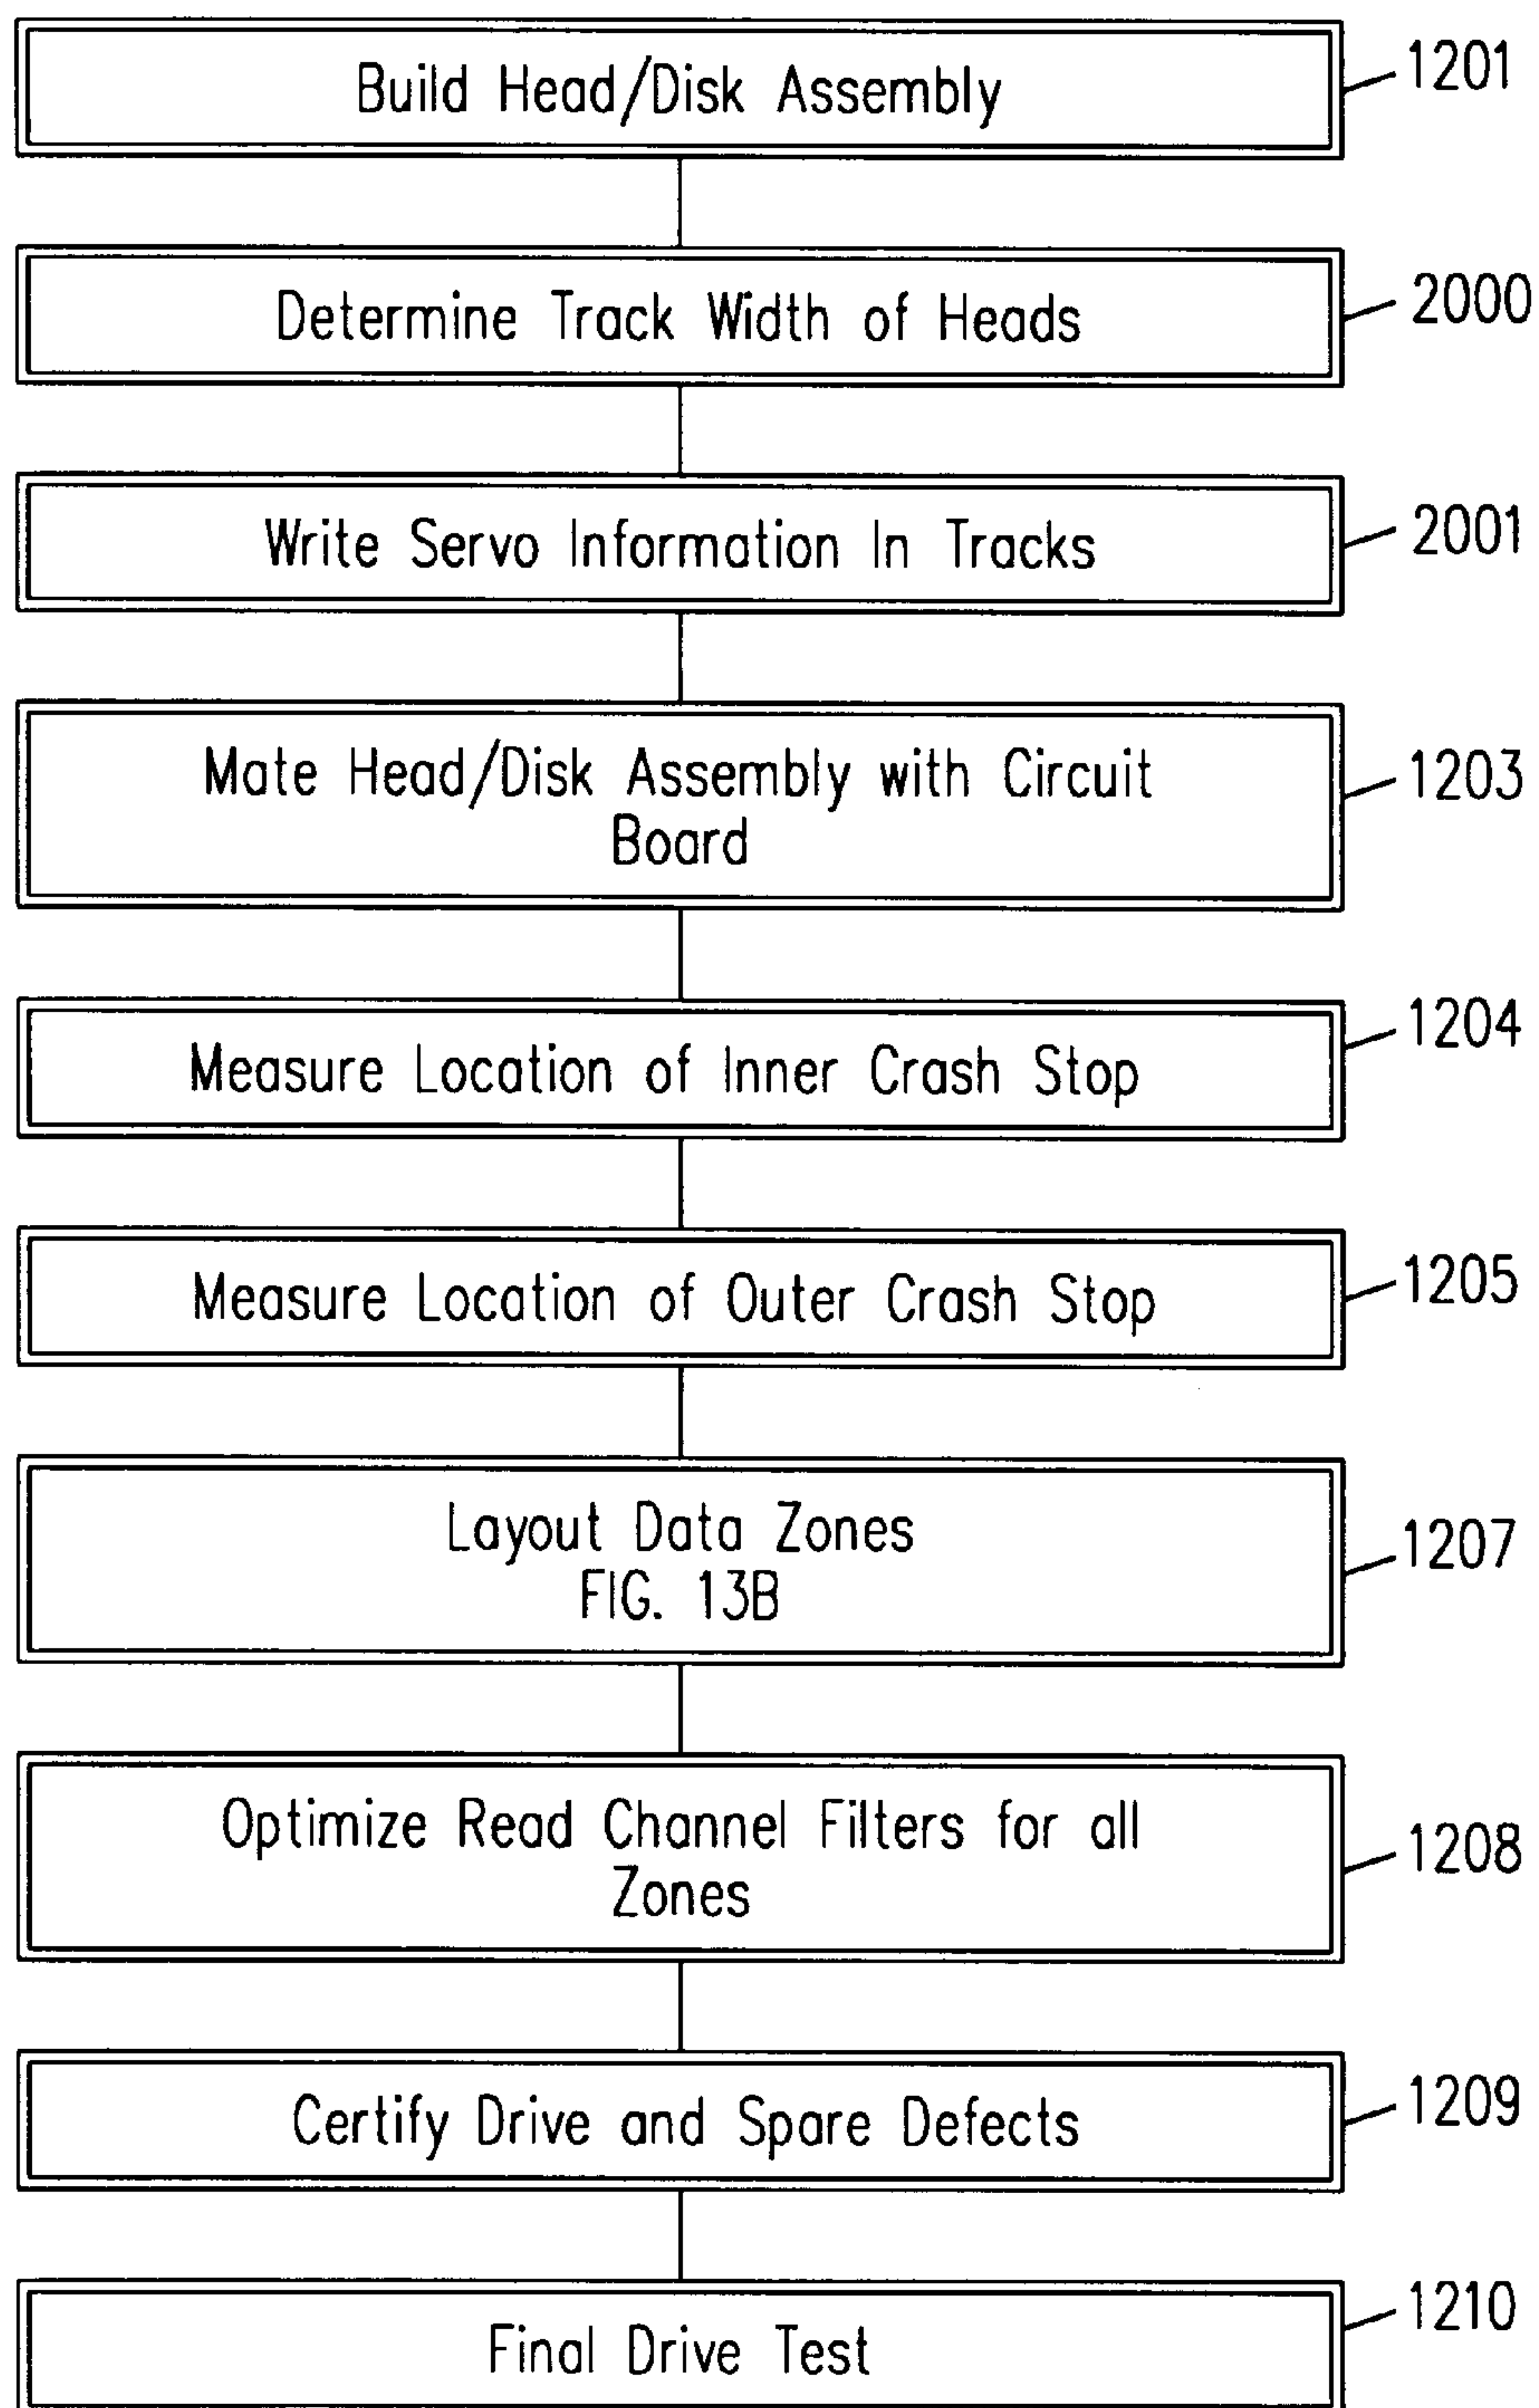 Build Head/Disk Assembly
1201
Determine Track Width of Heads
2000
Write Servo Information In Tracks
2001
Mate Head/Disk Assembly with Circuit
Board
1203
Measure Location of Inner Crash Stop
1204
Measure Location of Outer Crash Stop
1205
Layout Data Zones
FIG. 13B
1207
Optimize Read Channel Filters for all
Zones
1208
Certify Drive and Spare Defects
1209
Final Drive Test
1210